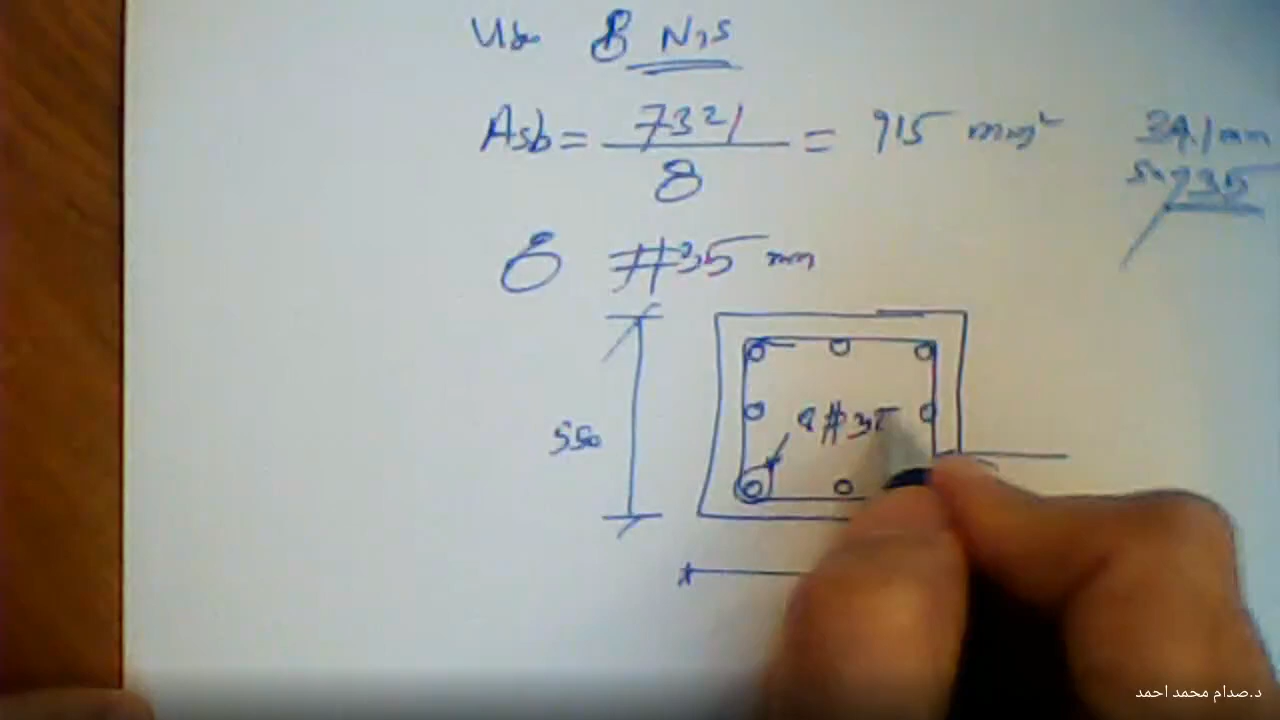 Use 8 Nos
Asb = 7321 / 8 = 915 mm²
34.1 mm
8 #35 mm
550
8 #35
د.صدام محمد احمد